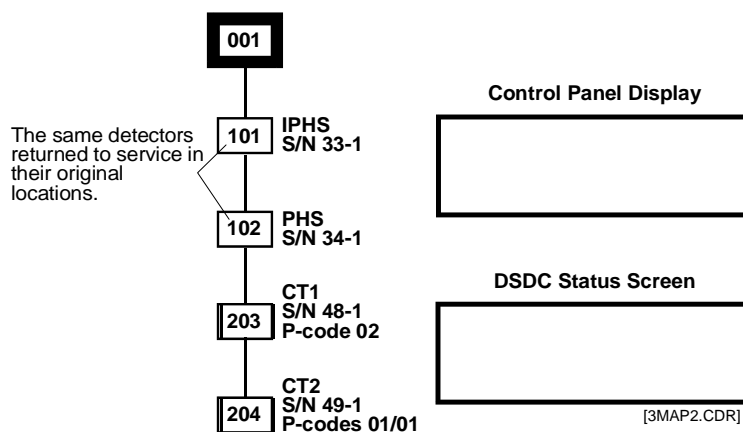 001
The same detectors
returned to service in
their original
locations.
101
IPHS
S/N 33-1
102
PHS
S/N 34-1
203
CT1
S/N 48-1
P-code 02
204
CT2
S/N 49-1
P-codes 01/01
Control Panel Display
DSDC Status Screen
[3MAP2.CDR]